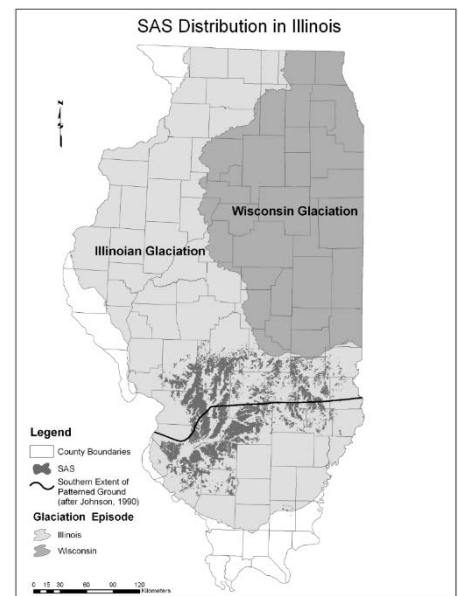 SAS Distribution in Illinois
N
Wisconsin Glaciation
Illinoian Glaciation
Legend
County Boundaries
SAS
Southern Extent of
Patterned Ground
(after Johnson, 1990)
Glaciation Episode
Illinois
Wisconsin
0 15 30 60 90 120
Kilometers